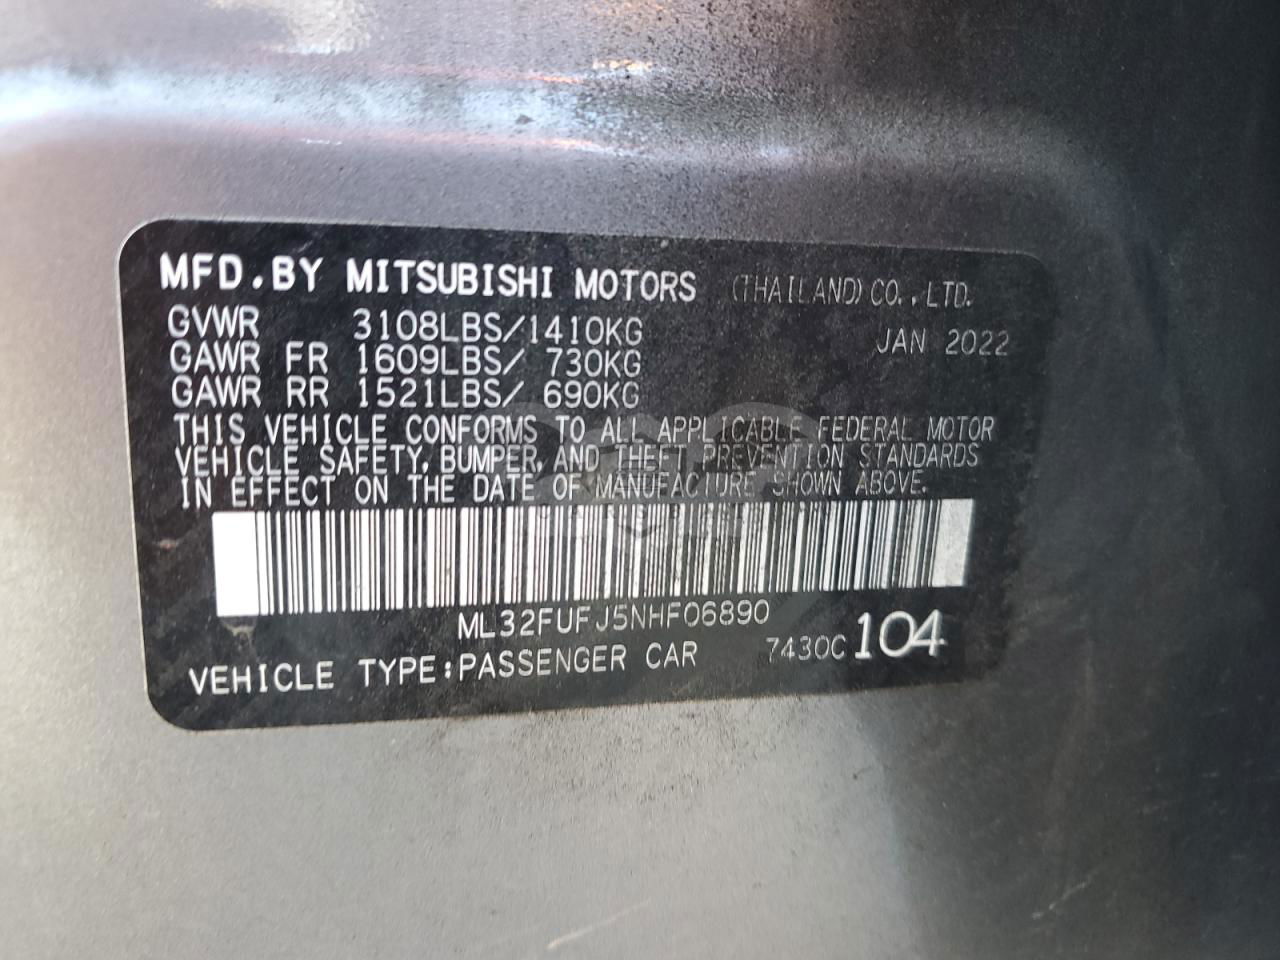 MFD.BY MITSUBISHI MOTORS (THAILAND) CO.,LTD.
GVWR 3108LBS/1410KG JAN 2022
GAWR FR 1609LBS/ 730KG
GAWR RR 1521LBS/ 690KG
THIS VEHICLE CONFORMS TO ALL APPLICABLE FEDERAL MOTOR
VEHICLE SAFETY, BUMPER, AND THEFT PREVENTION STANDARDS
IN EFFECT ON THE DATE OF MANUFACTURE SHOWN ABOVE.
ML32FUFJ5NHF06890
VEHICLE TYPE:PASSENGER CAR 7430C 104